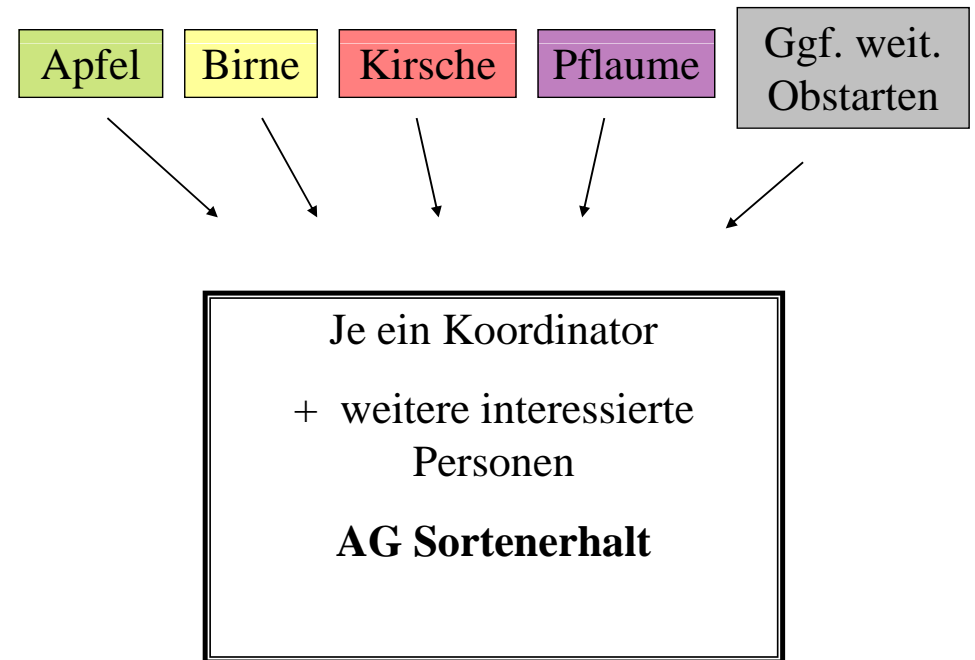 Apfel
Birne
Kirsche
Pflaume
Ggf. weit.
Obstarten
Je ein Koordinator
+ weitere interessierte
Personen
AG Sortenerhalt